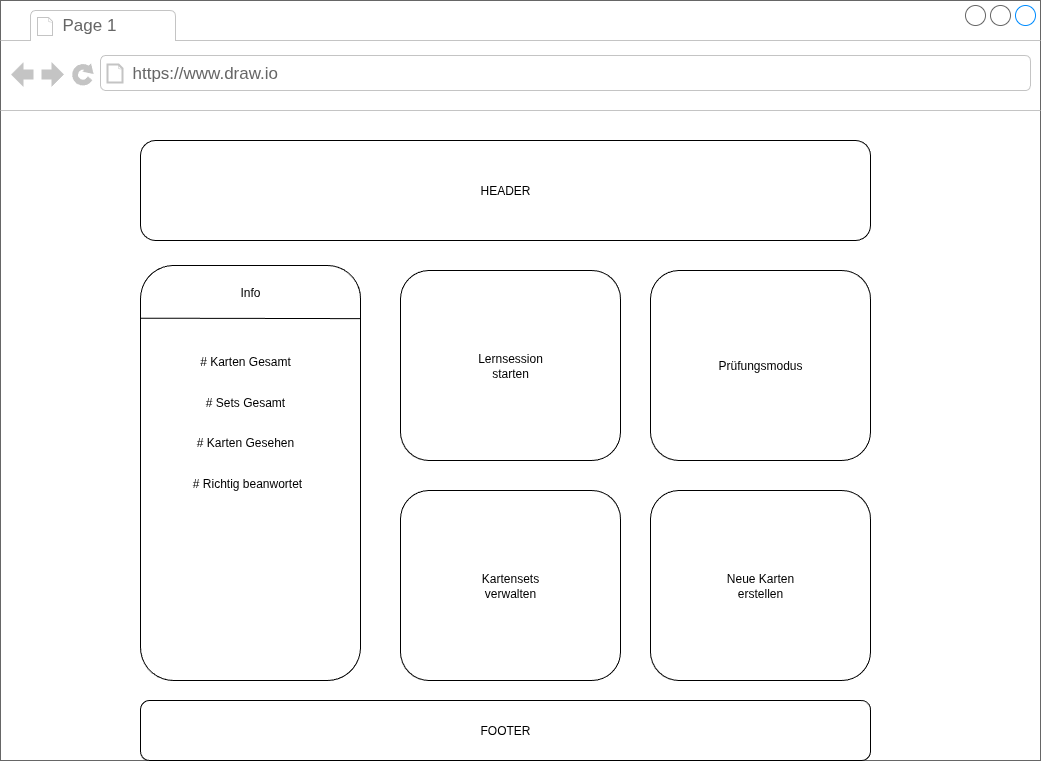 Page 1
https://www.draw.io
HEADER
Info
# Karten Gesamt
# Sets Gesamt
# Karten Gesehen
# Richtig beanwortet
Lernsession
starten
Prüfungsmodus
Kartensets
verwalten
Neue Karten
erstellen
FOOTER